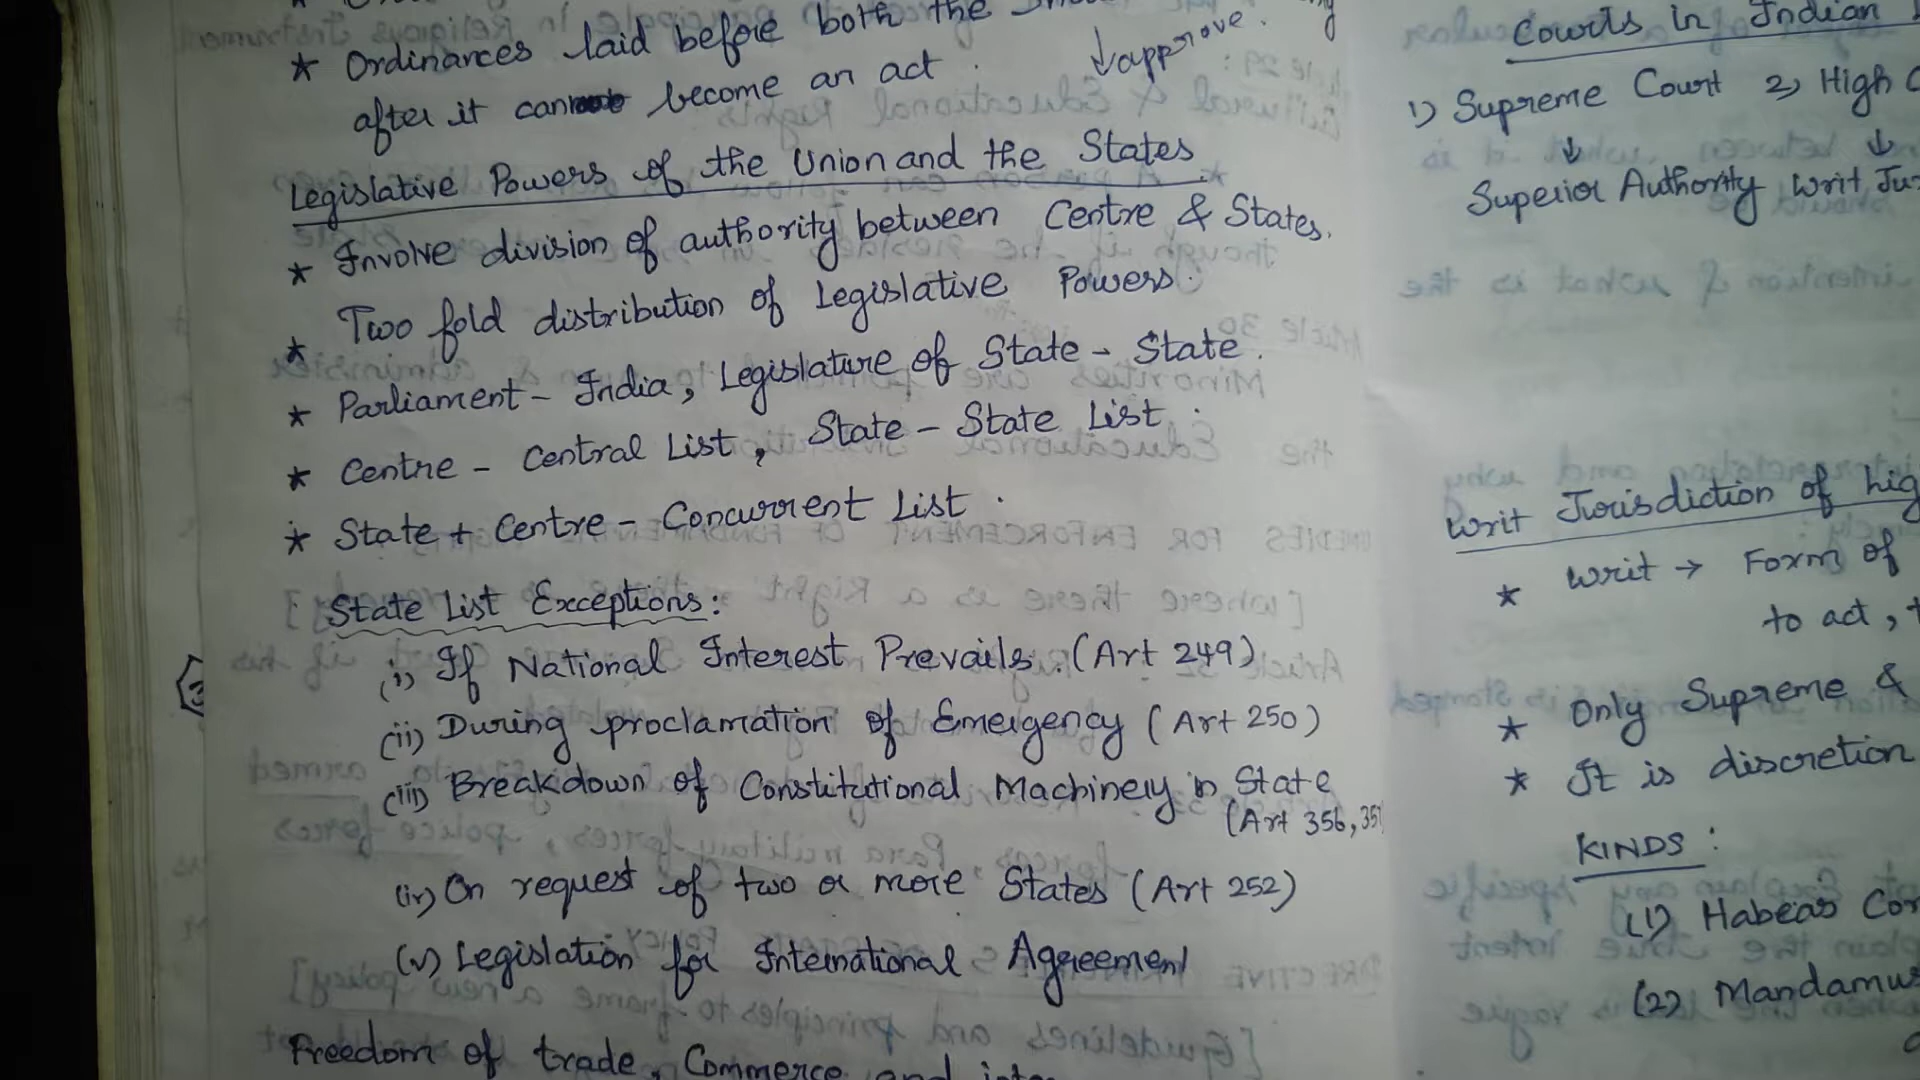 * Ordinances laid before both the
↓approve.
after it can become an act.
Legislative Powers of the Union and the States
* Involve division of authority between Centre & States.
* Two fold distribution of Legislative Powers:
* Parliament - India, Legislature of State - State.
* Centre - Central List, State - State List.
* State + Centre - Concurrent List.
State List Exceptions:
(i) If National Interest Prevails. (Art 249)
(ii) During proclamation of Emergency (Art 250)
(iii) Breakdown of Constitutional Machinery in State
(Art 356, 35
(iv) On request of two or more States (Art 252)
(v) Legislation for International Agreement
Freedom of trade, Commerce and
Courts in Indian
1) Supreme Court 2) High C
↓ ↓
Superior Authority Writ Ju
Writ Jurisdiction of hig
* Writ → Form of
to act,
* Only Supreme &
* It is discretion
KINDS:
(1) Habeas Cor
(2) Mandamus